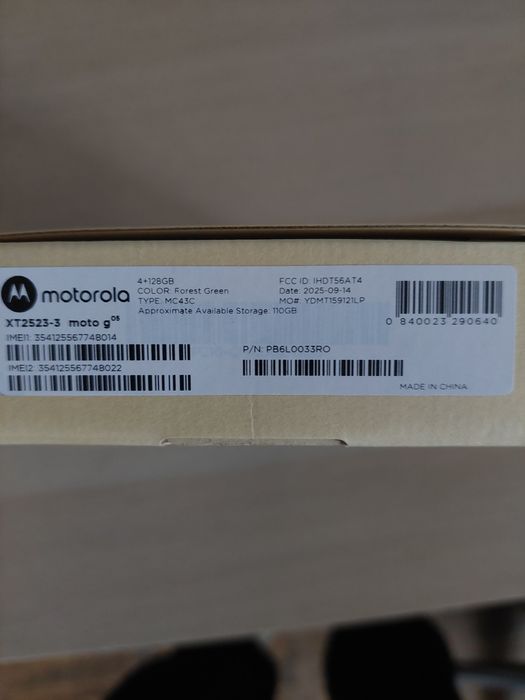 motorola
4+128GB
COLOR: Forest Green
TYPE: MC43C
Approximate Available Storage: 110GB
FCC ID: IHDT56AT4
Date: 2025-09-14
MO#: YDMT159121LP
0 840023 290640
XT2523-3 moto g05
IMEI1: 354125567748014
IMEI2: 354125567748022
P/N: PB6L0033RO
MADE IN CHINA